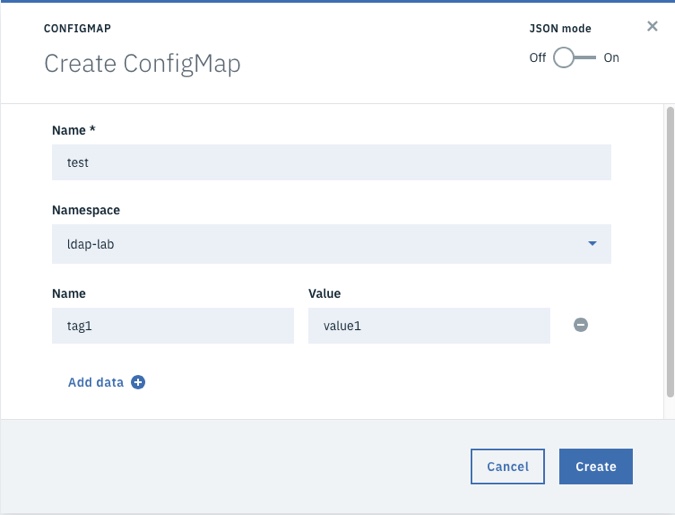 CONFIGMAP
JSON mode
Create ConfigMap
Off On
Name *
test
Namespace
ldap-lab
Name Value
tag1 value1
Add data
Cancel Create